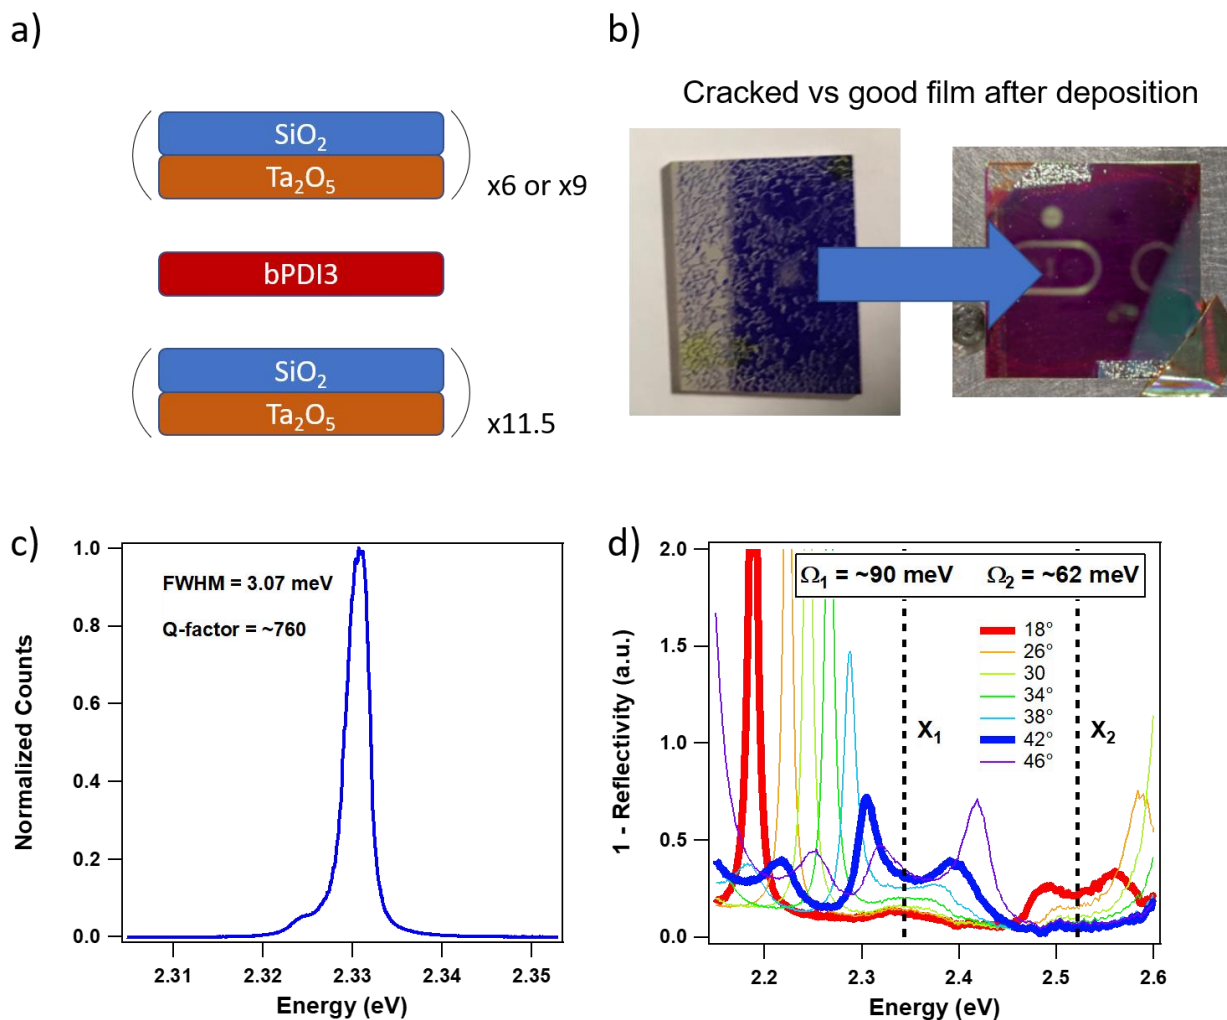 a)
SiO₂
Ta₂O₅
x6 or x9
bPDI3
SiO₂
Ta₂O₅
x11.5
b)
Cracked vs good film after deposition
c)
FWHM = 3.07 meV
Q-factor = ~760
1.0
0.8
0.6
0.4
0.2
0.0
Normalized Counts
2.31
2.32
2.33
2.34
2.35
Energy (eV)
d)
Ω₁ = ~90 meV Ω₂ = ~62 meV
18°
26°
30
34°
38°
42°
46°
X₁
X₂
2.0
1.5
1.0
0.5
0.0
1 - Reflectivity (a.u.)
2.2
2.3
2.4
2.5
2.6
Energy (eV)